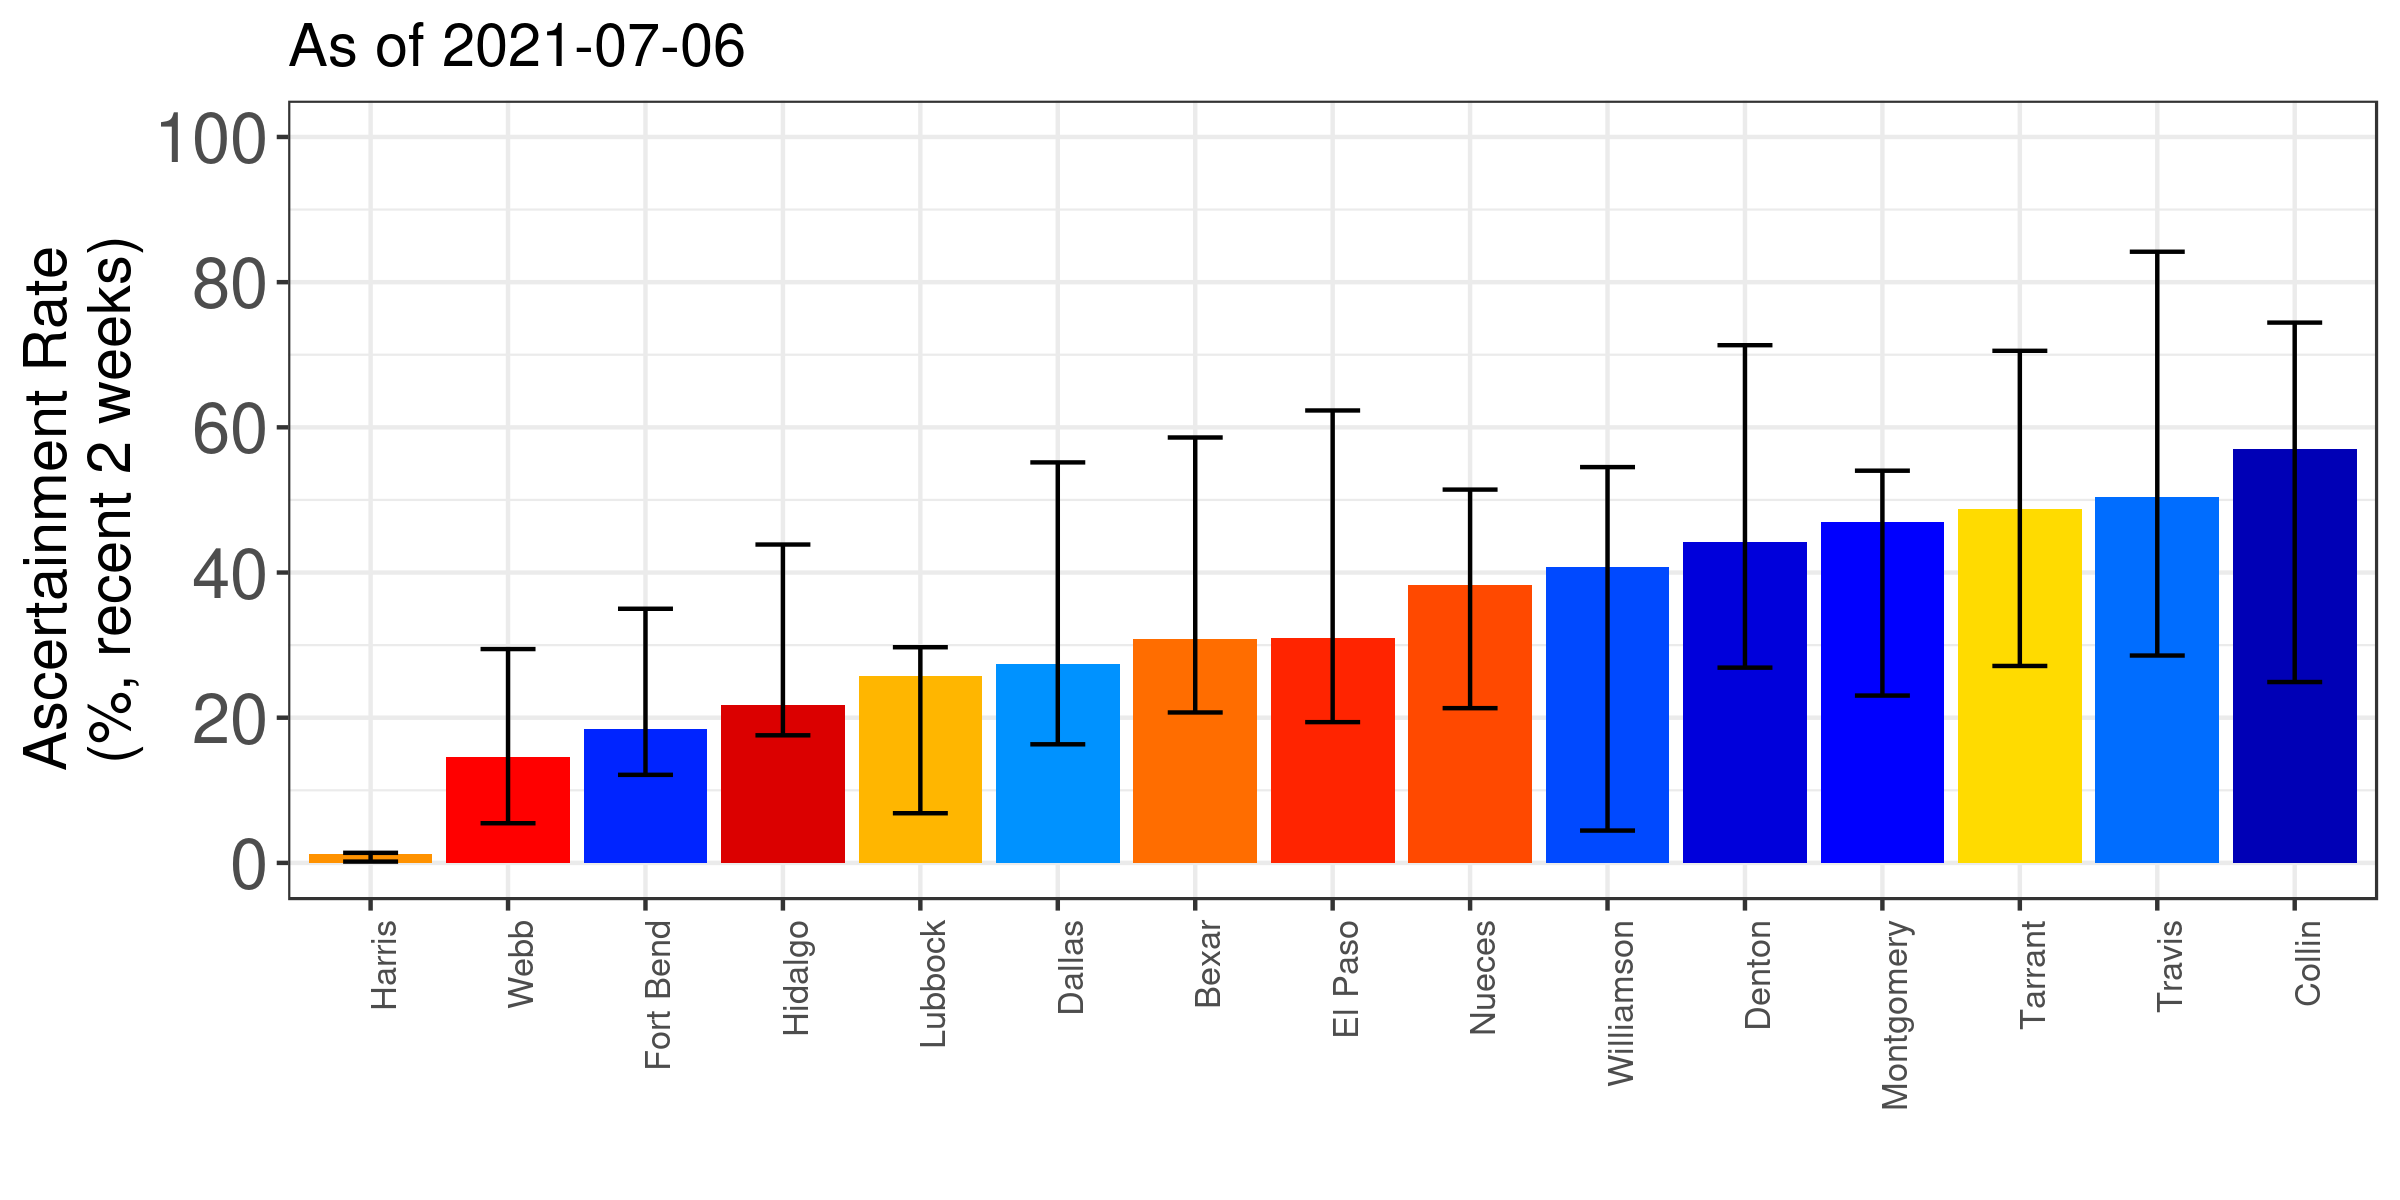 As of 2021-07-06
Ascertainment Rate
(%, recent 2 weeks)
100
80
60
40
20
0
Harris
Webb
Fort Bend
Hidalgo
Lubbock
Dallas
Bexar
El Paso
Nueces
Williamson
Denton
Montgomery
Tarrant
Travis
Collin